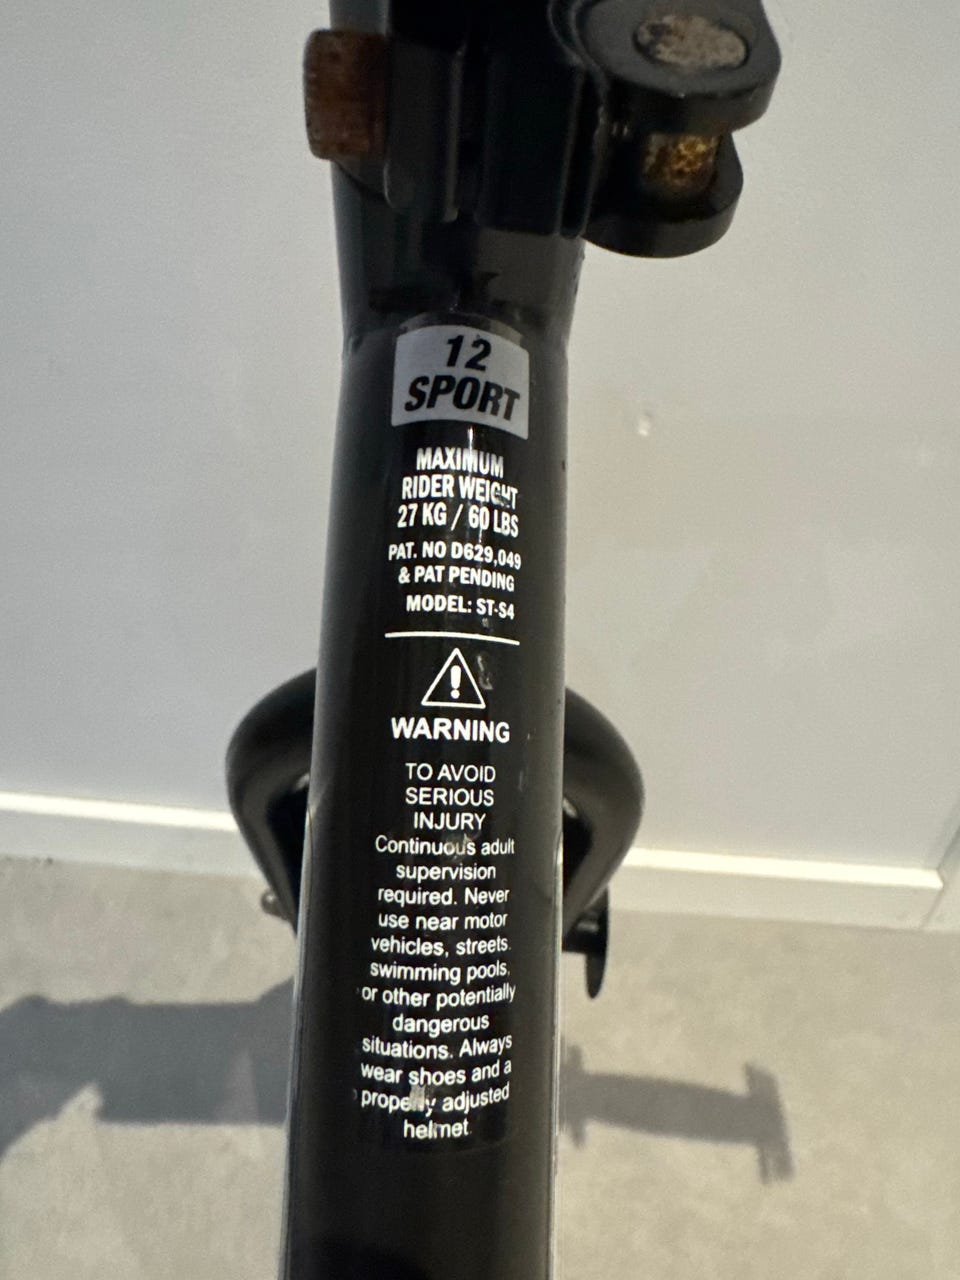 12
SPORT
MAXIMUM
RIDER WEIGHT
27 KG / 60 LBS
PAT. NO D629,049
& PAT PENDING
MODEL: ST-S4
WARNING
TO AVOID
SERIOUS
INJURY
Continuous adult
supervision
required. Never
use near motor
vehicles, streets,
swimming pools,
or other potentially
dangerous
situations. Always
wear shoes and a
properly adjusted
helmet